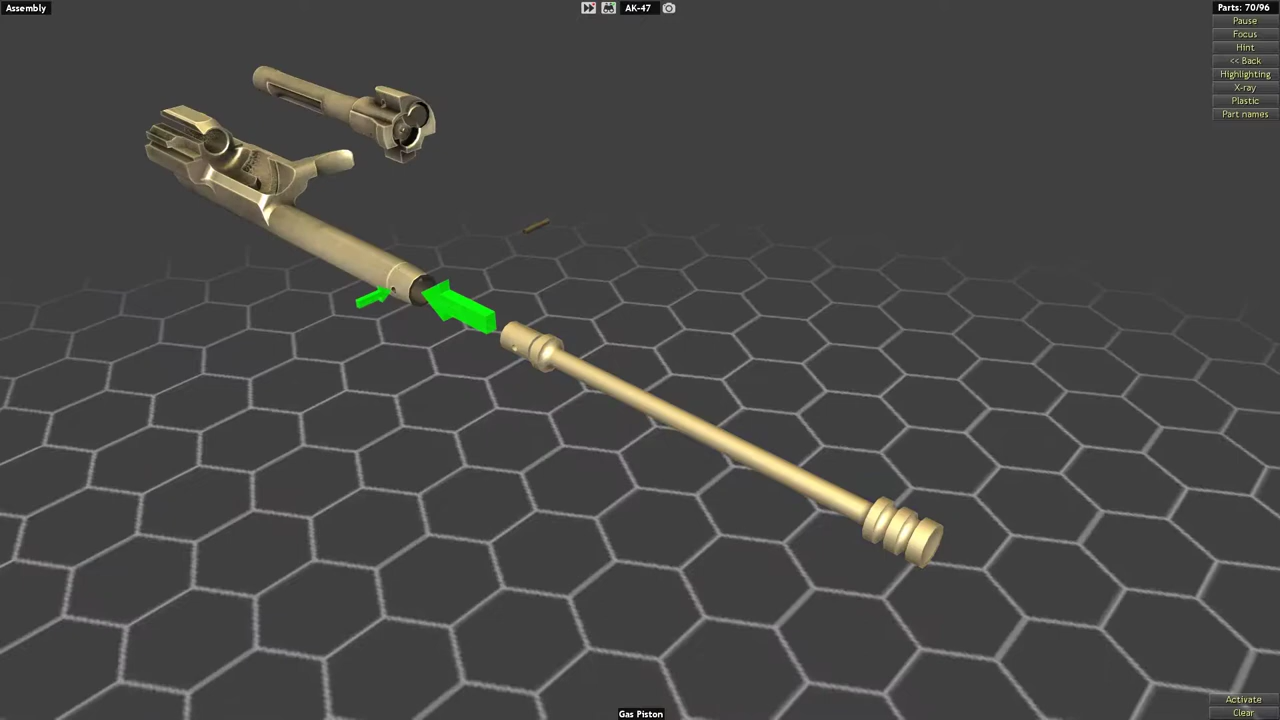 Assembly
AK-47
Parts: 70/96
Pause
Focus
Hint
<< Back
Highlighting
X-ray
Plastic
Part names
Activate
Clear
Gas Piston